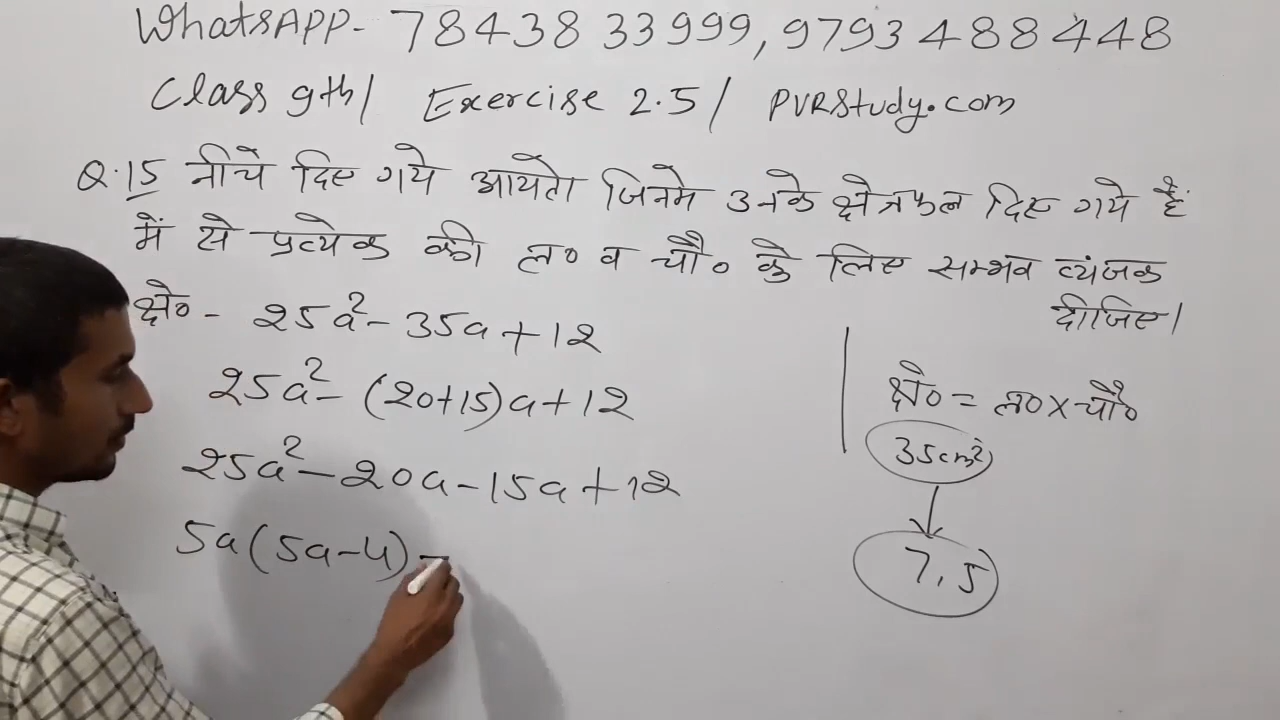 WhatsAPP- 7843833999, 9793488448
Class 9th/ Exercise 2.5/ PVRStudy.com
Q.15 नीचे दिए गये आयतो जिनमे उनके क्षेत्रफल दिए गये हैं
में से प्रत्येक की ल० व चौ० के लिए सम्भव व्यंजक
दीजिए।
क्षे० - 25a² - 35a + 12
25a² - (20+15)a + 12
25a² - 20a - 15a + 12
5a(5a-4) -
क्षे० = ल० × चौ०
35cm²
7,5